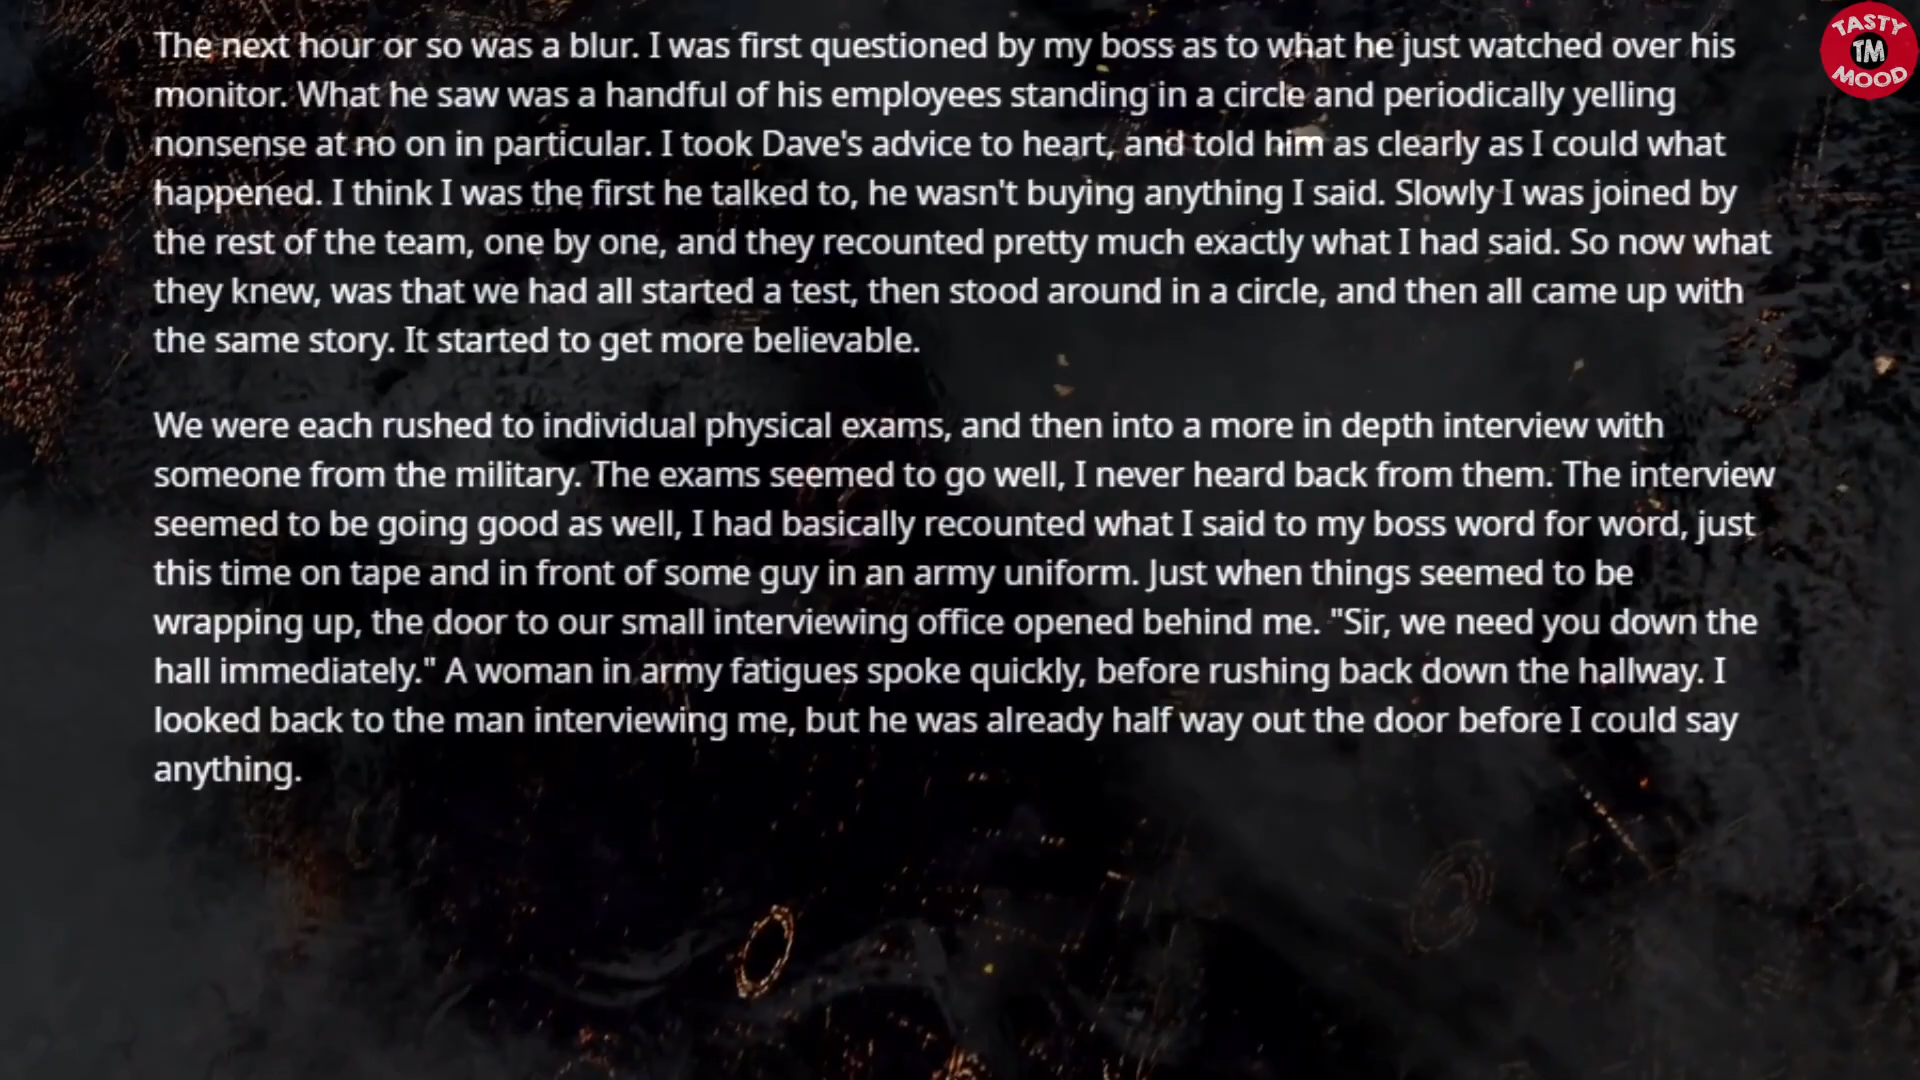 The next hour or so was a blur. I was first questioned by my boss as to what he just watched over his
monitor. What he saw was a handful of his employees standing in a circle and periodically yelling
nonsense at no on in particular. I took Dave's advice to heart, and told him as clearly as I could what
happened. I think I was the first he talked to, he wasn't buying anything I said. Slowly I was joined by
the rest of the team, one by one, and they recounted pretty much exactly what I had said. So now what
they knew, was that we had all started a test, then stood around in a circle, and then all came up with
the same story. It started to get more believable.
We were each rushed to individual physical exams, and then into a more in depth interview with
someone from the military. The exams seemed to go well, I never heard back from them. The interview
seemed to be going good as well, I had basically recounted what I said to my boss word for word, just
this time on tape and in front of some guy in an army uniform. Just when things seemed to be
wrapping up, the door to our small interviewing office opened behind me. "Sir, we need you down the
hall immediately." A woman in army fatigues spoke quickly, before rushing back down the hallway. I
looked back to the man interviewing me, but he was already half way out the door before I could say
anything.
TASTY
TM
MOOD